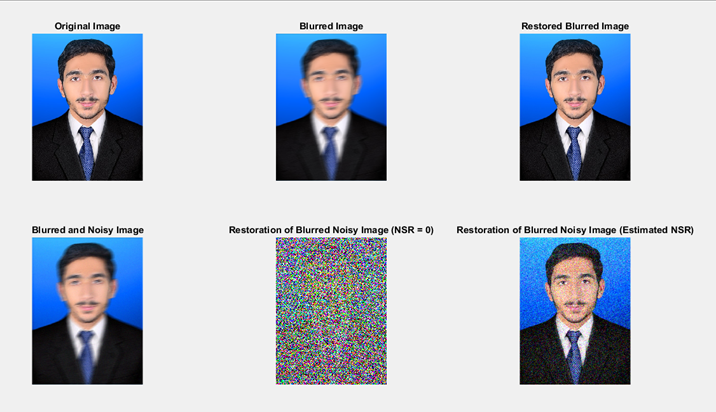 Original Image
Blurred Image
Restored Blurred Image
Blurred and Noisy Image
Restoration of Blurred Noisy Image (NSR = 0)
Restoration of Blurred Noisy Image (Estimated NSR)